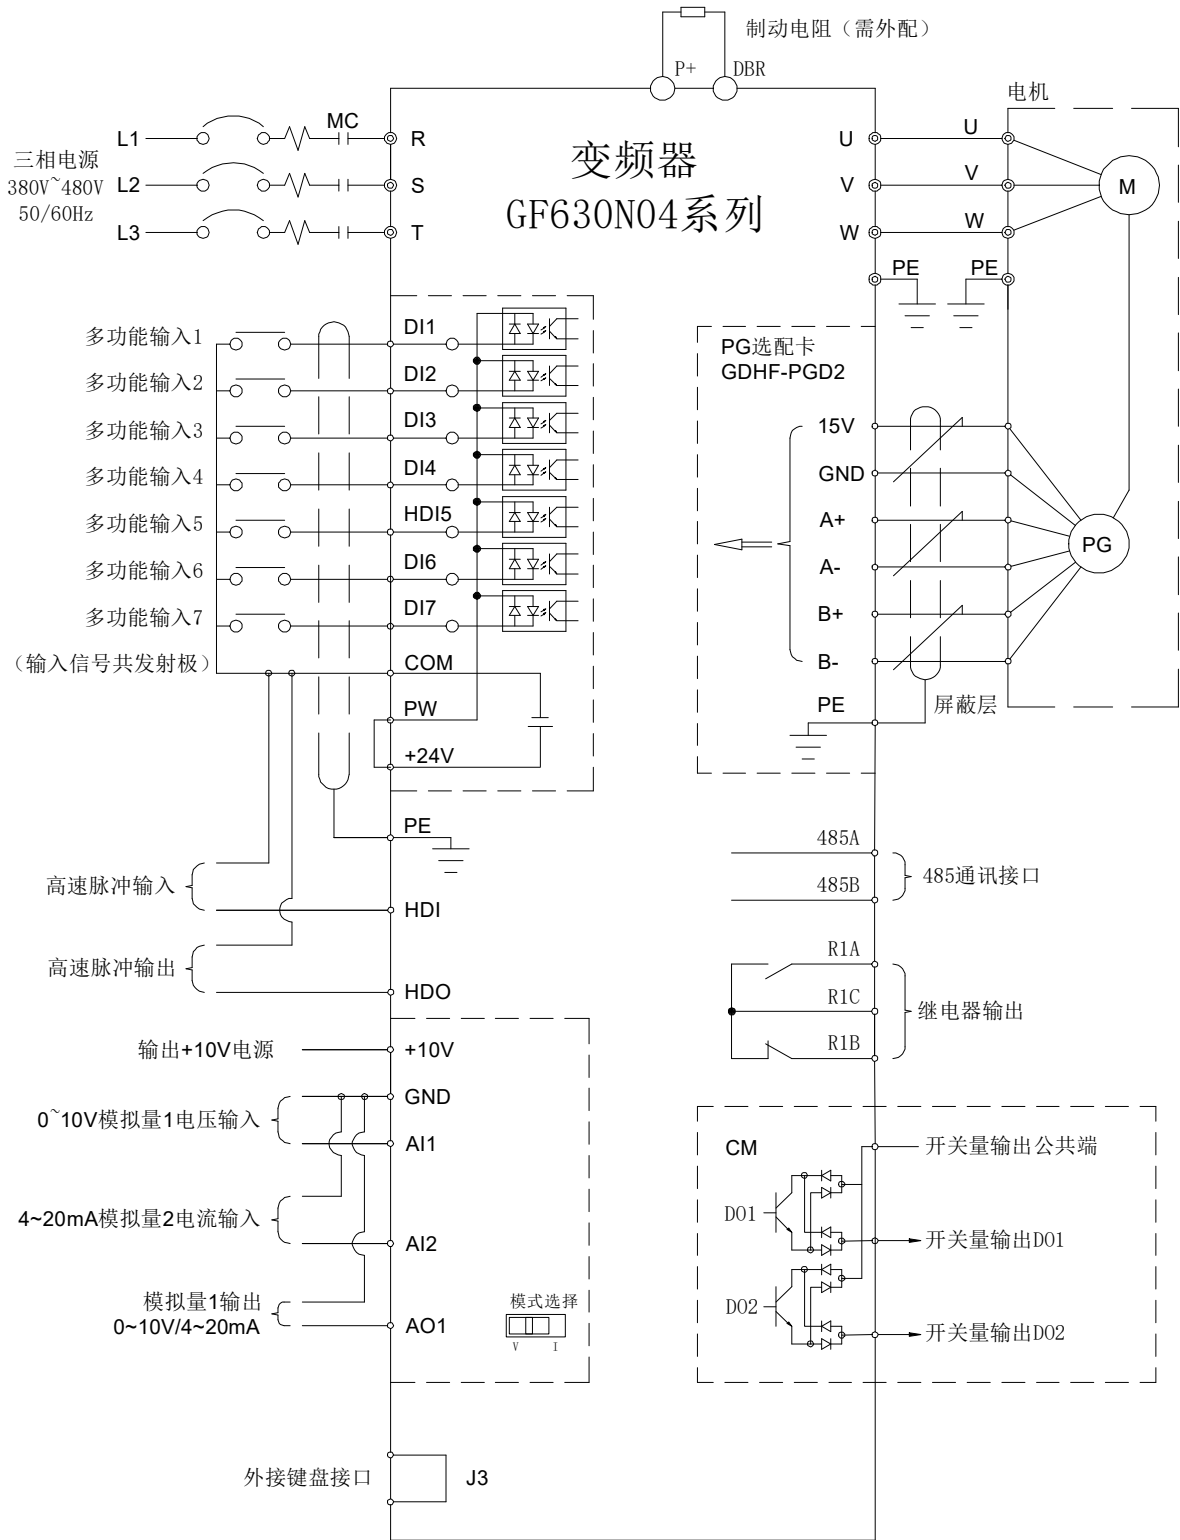 制动电阻（需外配）
P+ DBR
电机
变频器
GF630N04系列
三相电源
380V~480V
50/60Hz
L1 MC R
L2 S
L3 T
U U
V V M
W W
PE PE
多功能输入1 DI1
多功能输入2 DI2
多功能输入3 DI3
多功能输入4 DI4
多功能输入5 HDI5
多功能输入6 DI6
多功能输入7 DI7
（输入信号共发射极） COM
PW
+24V
PE
PG选配卡
GDHF-PGD2
15V
GND
A+
A-
B+
B-
PG
PE
屏蔽层
高速脉冲输入
HDI
高速脉冲输出
HDO
485A
485B
485通讯接口
R1A
R1C
R1B
继电器输出
输出+10V电源 +10V
GND
0~10V模拟量1电压输入
AI1
4~20mA模拟量2电流输入
AI2
模拟量1输出
0~10V/4~20mA
AO1
模式选择
V I
CM 开关量输出公共端
DO1 开关量输出DO1
DO2 开关量输出DO2
外接键盘接口 J3